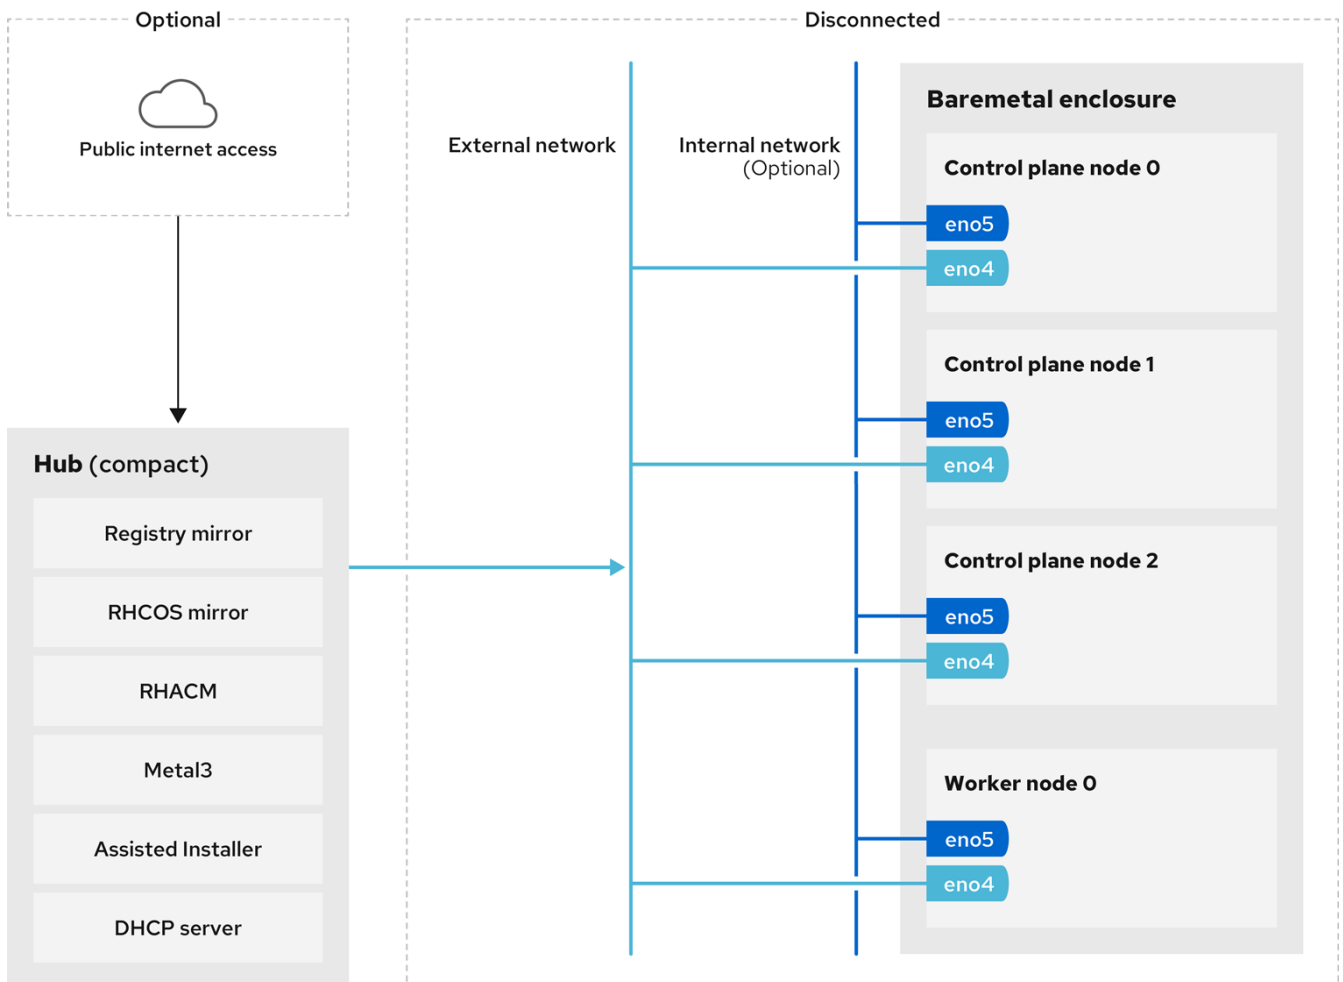 Optional
Public internet access
Hub (compact)
Registry mirror
RHCOS mirror
RHACM
Metal3
Assisted Installer
DHCP server
Disconnected
External network
Internal network
(Optional)
Baremetal enclosure
Control plane node 0
eno5
eno4
Control plane node 1
eno5
eno4
Control plane node 2
eno5
eno4
Worker node 0
eno5
eno4